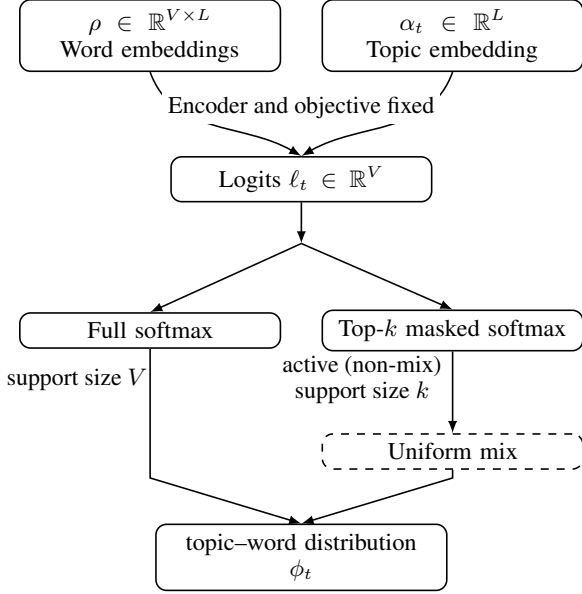 ρ ∈ ℝ^{V×L}
Word embeddings
α_t ∈ ℝ^L
Topic embedding
Encoder and objective fixed
Logits ℓ_t ∈ ℝ^V
Full softmax
Top-k masked softmax
support size V
active (non-mix)
support size k
Uniform mix
topic–word distribution
ϕ_t